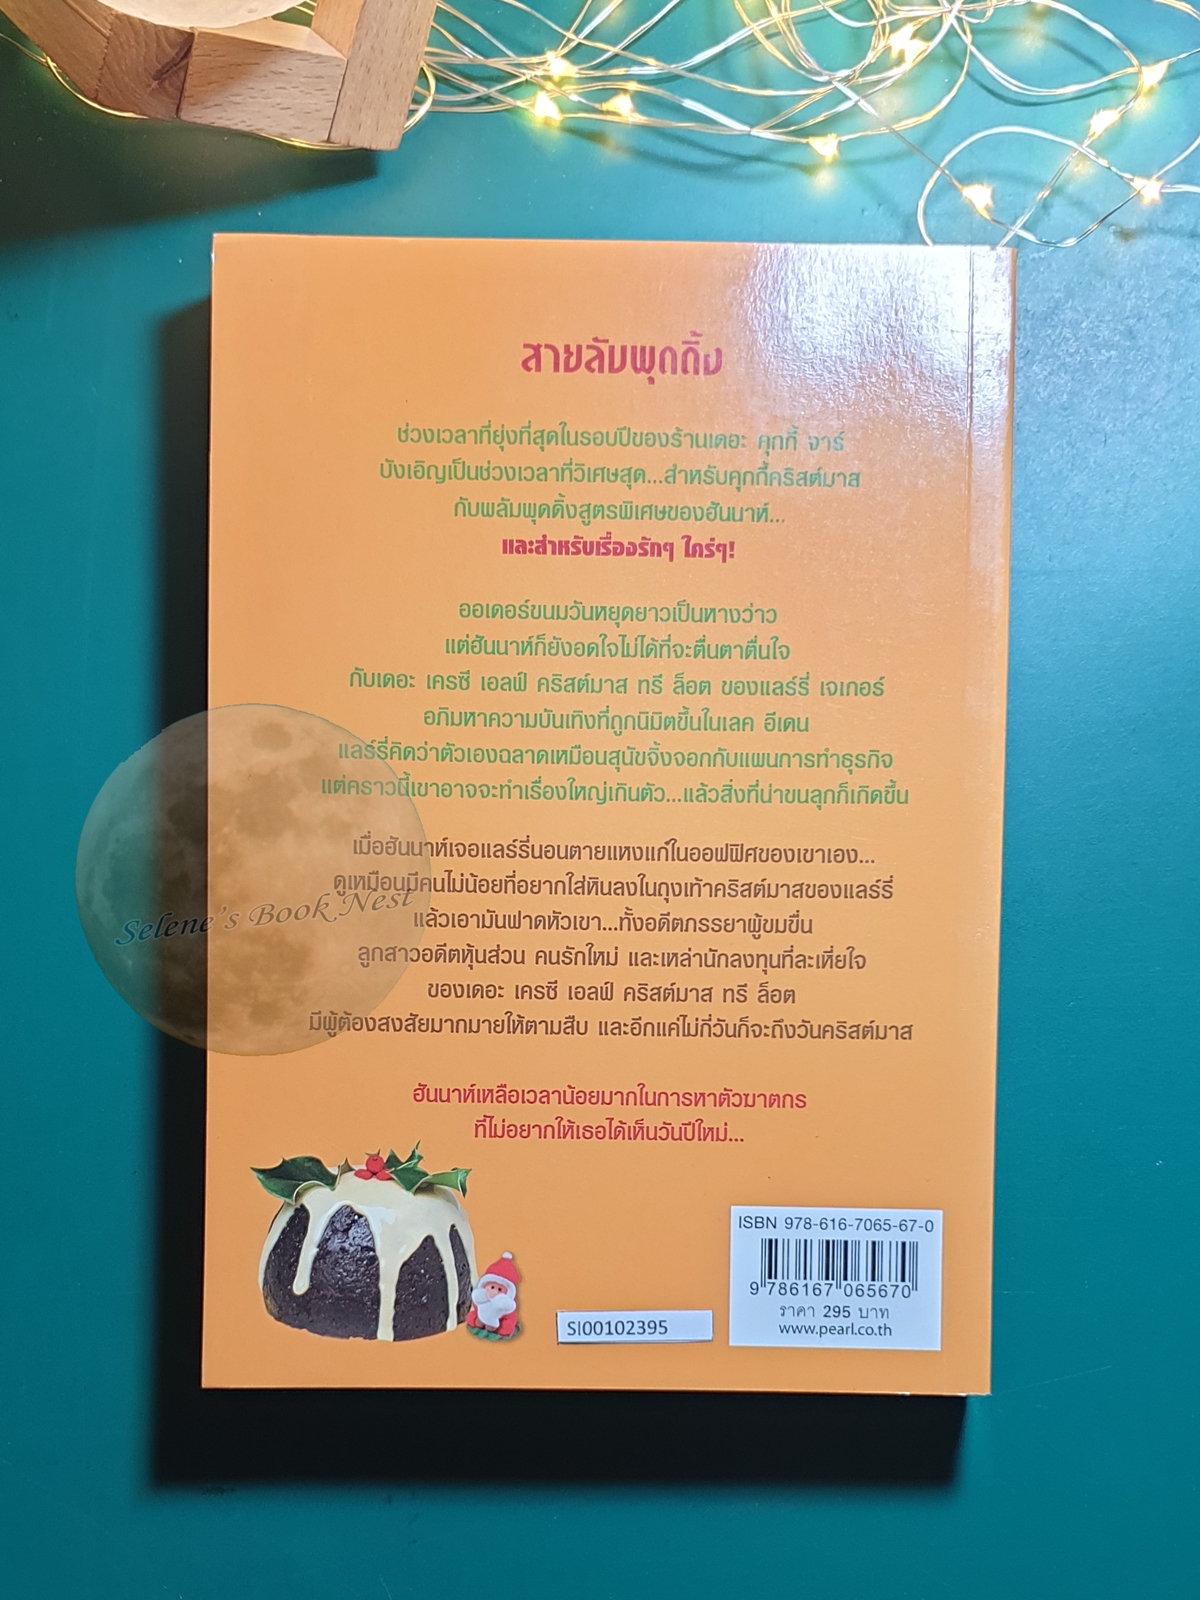 สายลับพุดดิ้ง
ช่วงเวลาที่ยุ่งที่สุดในรอบปีของร้านเดอะ คุกกี้ จาร์
บังเอิญเป็นช่วงเวลาที่วิเศษสุด...สำหรับคุกกี้คริสต์มาส
กับพลัมพุดดิ้งสูตรพิเศษของฮันนาห์...
และสำหรับเรื่องรักๆ ใคร่ๆ!
ออเดอร์ขนมวันหยุดยาวเป็นหางว่าว
แต่ฮันนาห์ก็ยังอดใจไม่ได้ที่จะตื่นตาตื่นใจ
กับเดอะ เครซี เอลฟ์ คริสต์มาส ทรี ล็อต ของแลร์รี่ เจเกอร์
อภิมหาความบันเทิงที่ถูกนิมิตขึ้นในเลค อีเดน
แลร์รี่คิดว่าตัวเองฉลาดเหมือนสุนัขจิ้งจอกกับแผนการทำธุรกิจ
แต่คราวนี้เขาอาจจะทำเรื่องใหญ่เกินตัว...แล้วสิ่งที่น่าขนลุกก็เกิดขึ้น
เมื่อฮันนาห์เจอแลร์รี่นอนตายแหงแก๋ในออฟฟิศของเขาเอง...
ดูเหมือนมีคนไม่น้อยที่อยากใส่หินลงในถุงเท้าคริสต์มาสของแลร์รี่
แล้วเอามันฟาดหัวเขา...ทั้งอดีตภรรยาผู้ขมขื่น
ลูกสาวอดีตหุ้นส่วน คนรักใหม่ และเหล่านักลงทุนที่ละเหี่ยใจ
ของเดอะ เครซี เอลฟ์ คริสต์มาส ทรี ล็อต
มีผู้ต้องสงสัยมากมายให้ตามสืบ และอีกแค่ไม่กี่วันก็จะถึงวันคริสต์มาส
ฮันนาห์เหลือเวลาน้อยมากในการหาตัวฆาตกร
ที่ไม่อยากให้เธอได้เห็นวันปีใหม่...
Selene's Book Nest
ISBN 978-616-7065-67-0
9 786167 065670
ราคา 295 บาท
www.pearl.co.th
SI00102395